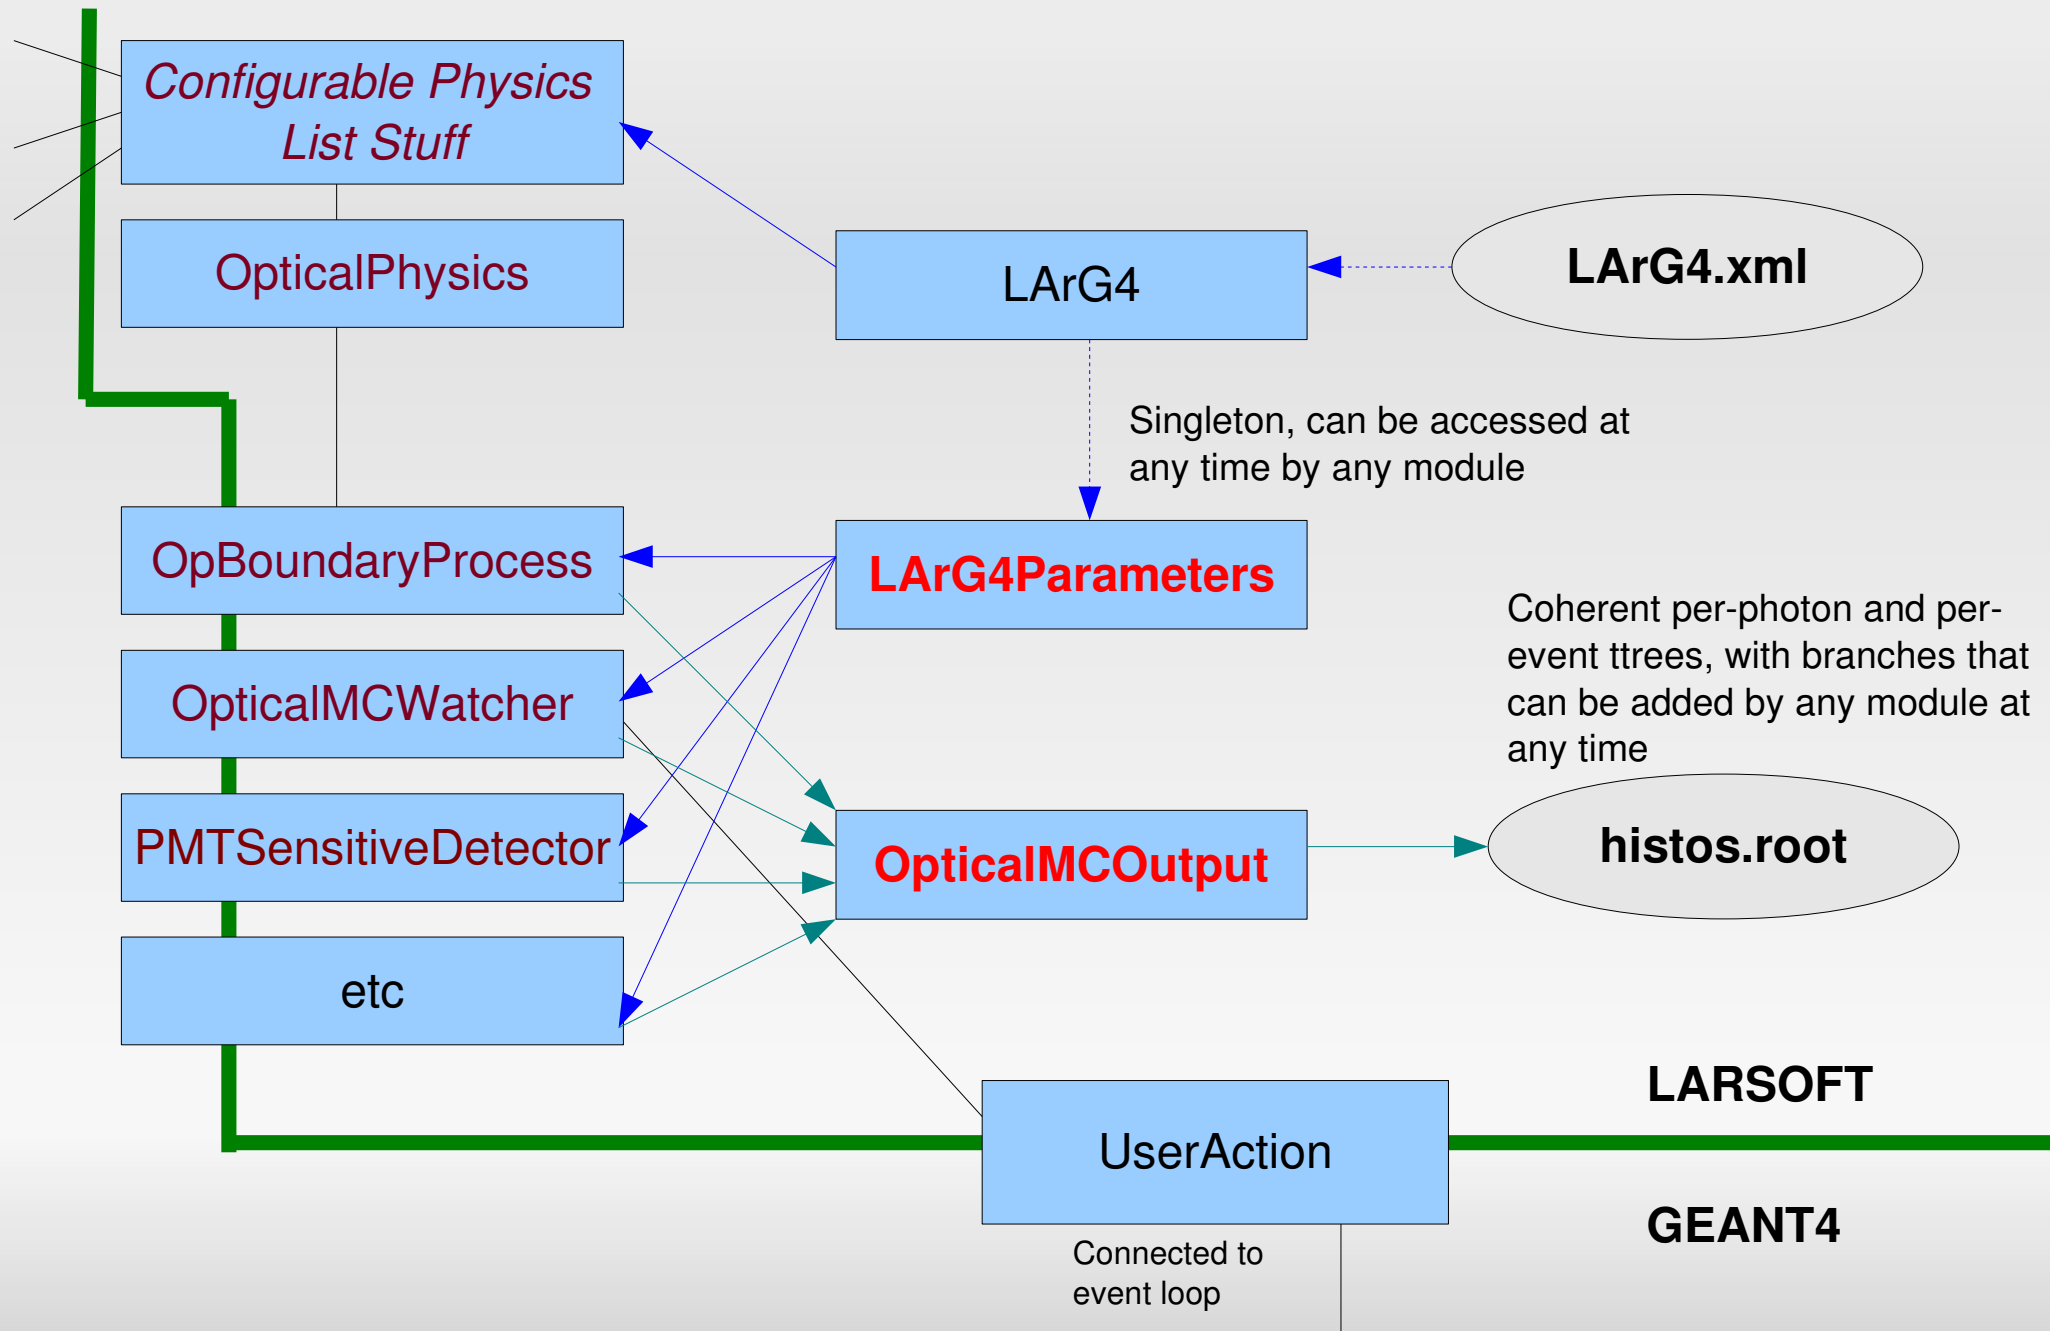 Configurable Physics
List Stuff
OpticalPhysics
LArG4
LArG4.xml
Singleton, can be accessed at
any time by any module
OpBoundaryProcess
LArG4Parameters
Coherent per-photon and per-
event ttrees, with branches that
can be added by any module at
any time
OpticalMCWatcher
PMTSensitiveDetector
OpticalMCOutput
histos.root
etc
LARSOFT
UserAction
GEANT4
Connected to
event loop